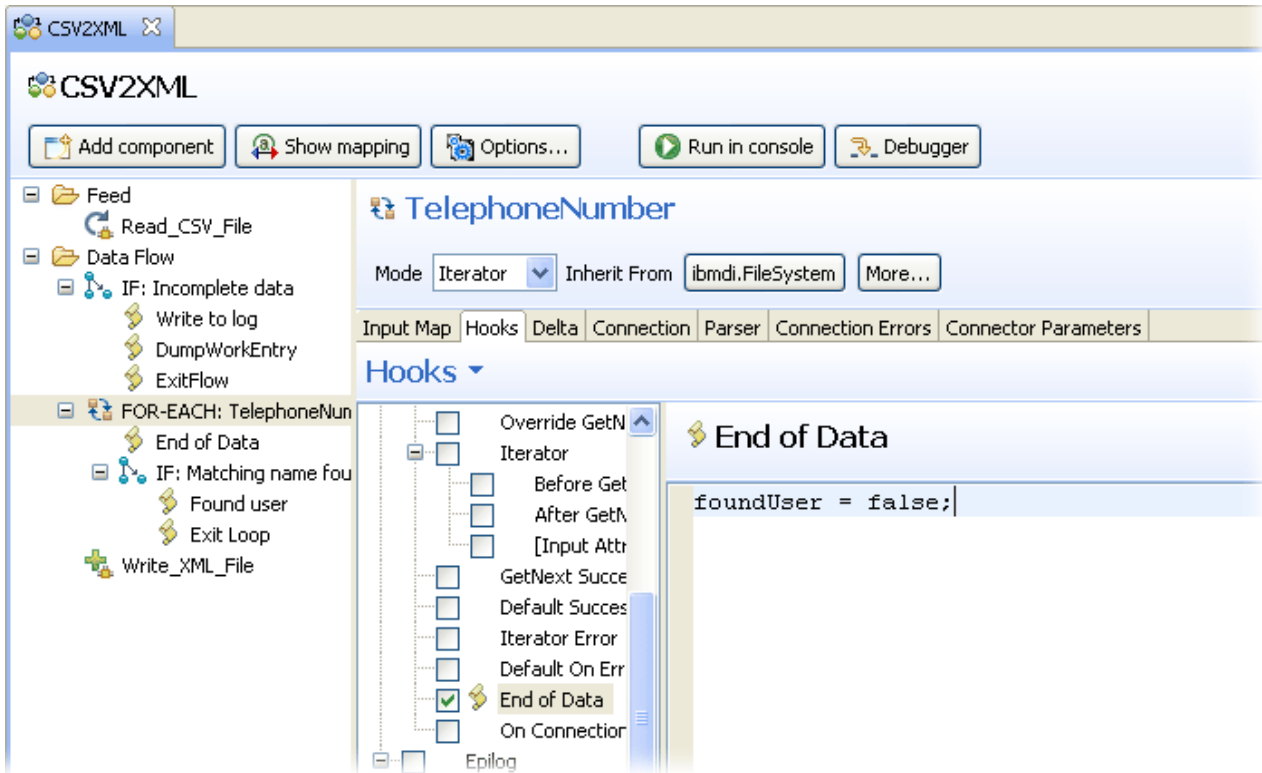 CSV2XML
CSV2XML
Add component
Show mapping
Options...
Run in console
Debugger
Feed
Read_CSV_File
Data Flow
IF: Incomplete data
Write to log
DumpWorkEntry
ExitFlow
FOR-EACH: TelephoneNun
End of Data
IF: Matching name fou
Found user
Exit Loop
Write_XML_File
TelephoneNumber
Mode Iterator Inherit From ibmdi.FileSystem More...
Input Map Hooks Delta Connection Parser Connection Errors Connector Parameters
Hooks
Override GetN
Iterator
Before Get
After GetN
[Input Attr
GetNext Succe
Default Succes
Iterator Error
Default On Err
End of Data
On Connection
Epilog
End of Data
foundUser = false;